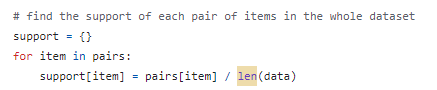 # find the support of each pair of items in the whole dataset
support = {}
for item in pairs:
    support[item] = pairs[item] / len(data)